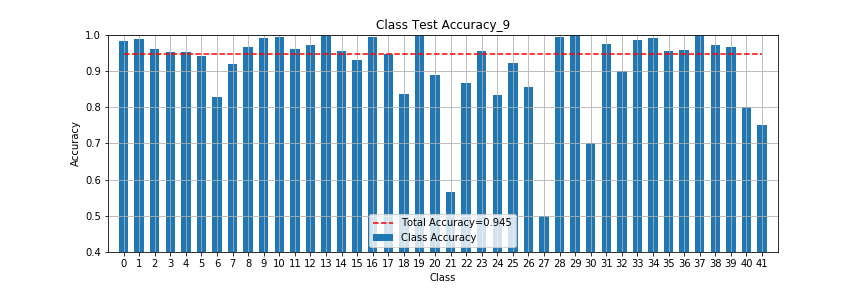 Class Test Accuracy_9
Accuracy
1.0
0.9
0.8
0.7
0.6
0.5
0.4
Total Accuracy=0.945
Class Accuracy
0 1 2 3 4 5 6 7 8 9 10 11 12 13 14 15 16 17 18 19 20 21 22 23 24 25 26 27 28 29 30 31 32 33 34 35 36 37 38 39 40 41
Class